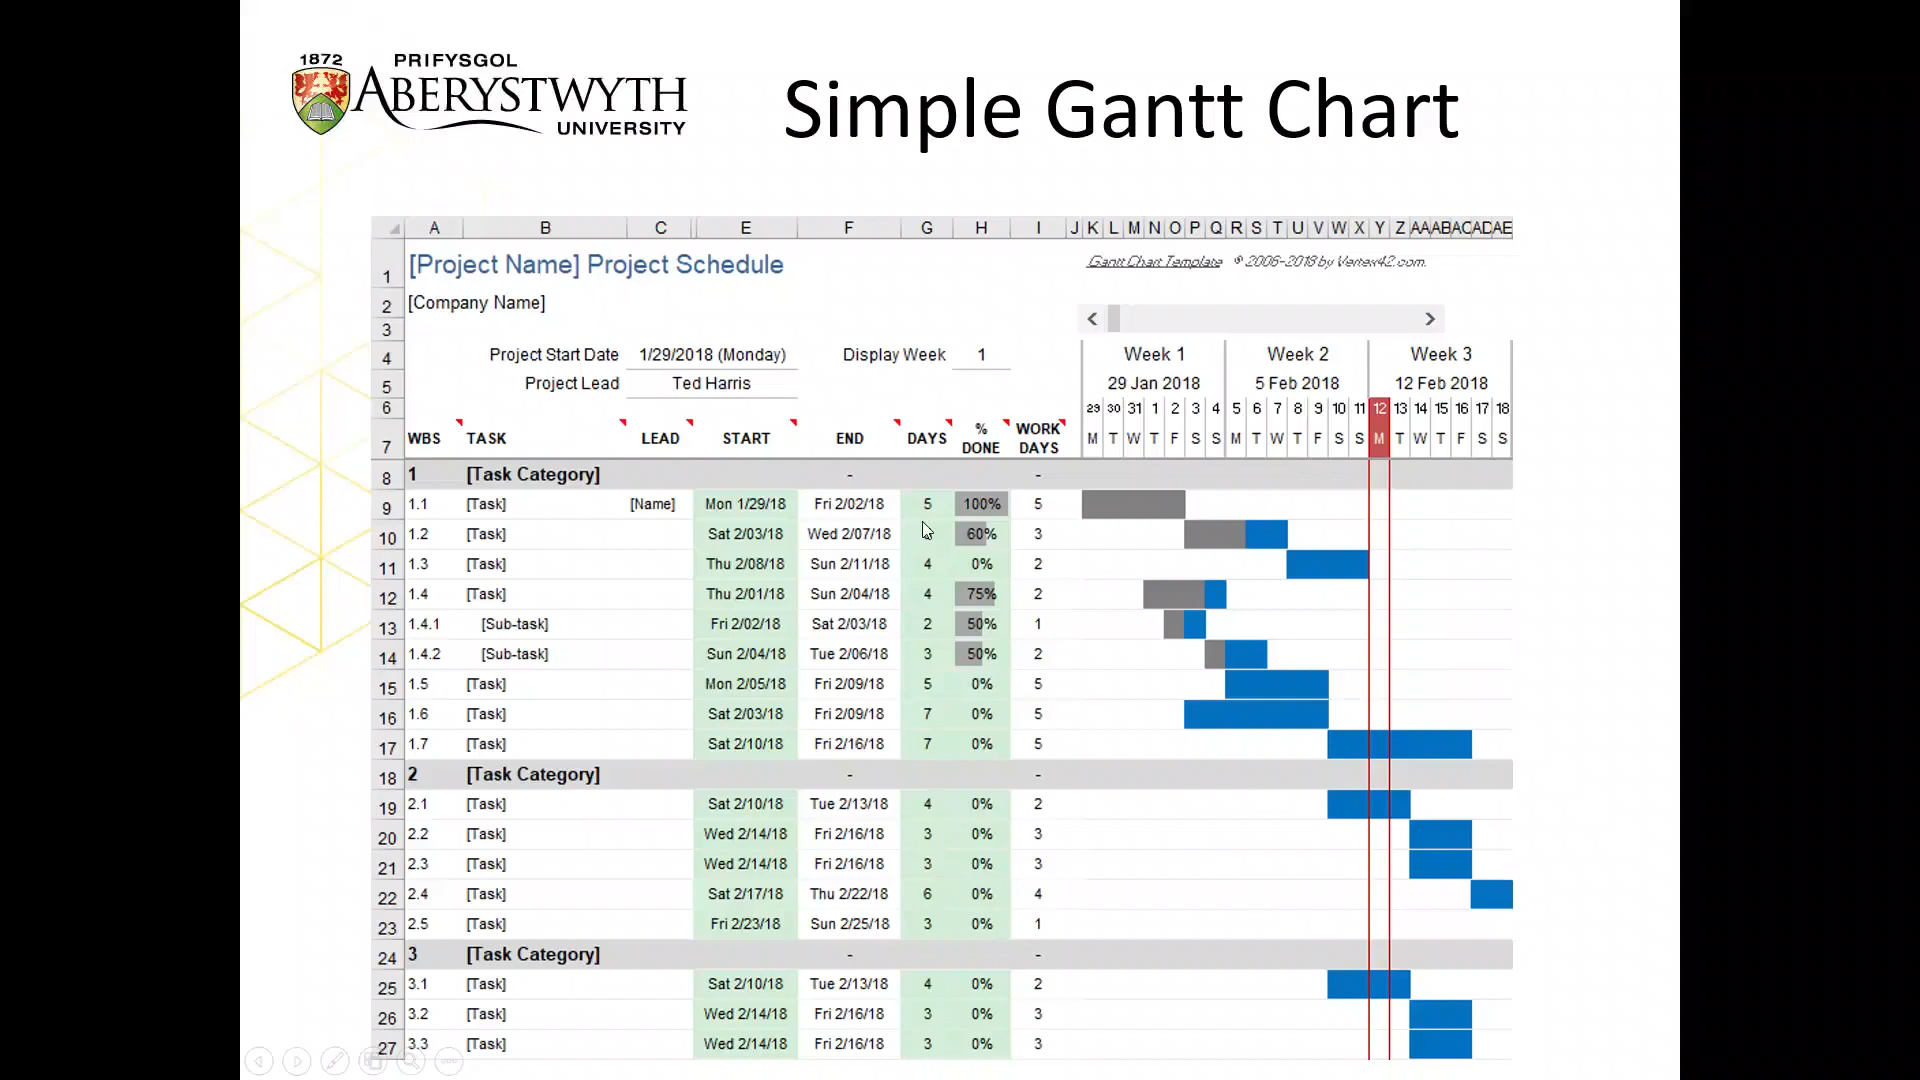 1872
PRIFYSGOL
ABERYSTWYTH
UNIVERSITY
Simple Gantt Chart
A B C E F G H I J K L M N O P Q R S T U V W X Y Z AA AB AC AD AE
1 [Project Name] Project Schedule Gantt Chart Template © 2006-2018 by Vertex42.com.
2 [Company Name]
3
4 Project Start Date 1/29/2018 (Monday) Display Week 1 Week 1 Week 2 Week 3
5 Project Lead Ted Harris 29 Jan 2018 5 Feb 2018 12 Feb 2018
6 29 30 31 1 2 3 4 5 6 7 8 9 10 11 12 13 14 15 16 17 18
7 WBS TASK LEAD START END DAYS % DONE WORK DAYS M T W T F S S M T W T F S S M T W T F S S
8 1 [Task Category] - -
9 1.1 [Task] [Name] Mon 1/29/18 Fri 2/02/18 5 100% 5
10 1.2 [Task] Sat 2/03/18 Wed 2/07/18 60% 3
11 1.3 [Task] Thu 2/08/18 Sun 2/11/18 4 0% 2
12 1.4 [Task] Thu 2/01/18 Sun 2/04/18 4 75% 2
13 1.4.1 [Sub-task] Fri 2/02/18 Sat 2/03/18 2 50% 1
14 1.4.2 [Sub-task] Sun 2/04/18 Tue 2/06/18 3 50% 2
15 1.5 [Task] Mon 2/05/18 Fri 2/09/18 5 0% 5
16 1.6 [Task] Sat 2/03/18 Fri 2/09/18 7 0% 5
17 1.7 [Task] Sat 2/10/18 Fri 2/16/18 7 0% 5
18 2 [Task Category] - -
19 2.1 [Task] Sat 2/10/18 Tue 2/13/18 4 0% 2
20 2.2 [Task] Wed 2/14/18 Fri 2/16/18 3 0% 3
21 2.3 [Task] Wed 2/14/18 Fri 2/16/18 3 0% 3
22 2.4 [Task] Sat 2/17/18 Thu 2/22/18 6 0% 4
23 2.5 [Task] Fri 2/23/18 Sun 2/25/18 3 0% 1
24 3 [Task Category] - -
25 3.1 [Task] Sat 2/10/18 Tue 2/13/18 4 0% 2
26 3.2 [Task] Wed 2/14/18 Fri 2/16/18 3 0% 3
27 3.3 [Task] Wed 2/14/18 Fri 2/16/18 3 0% 3